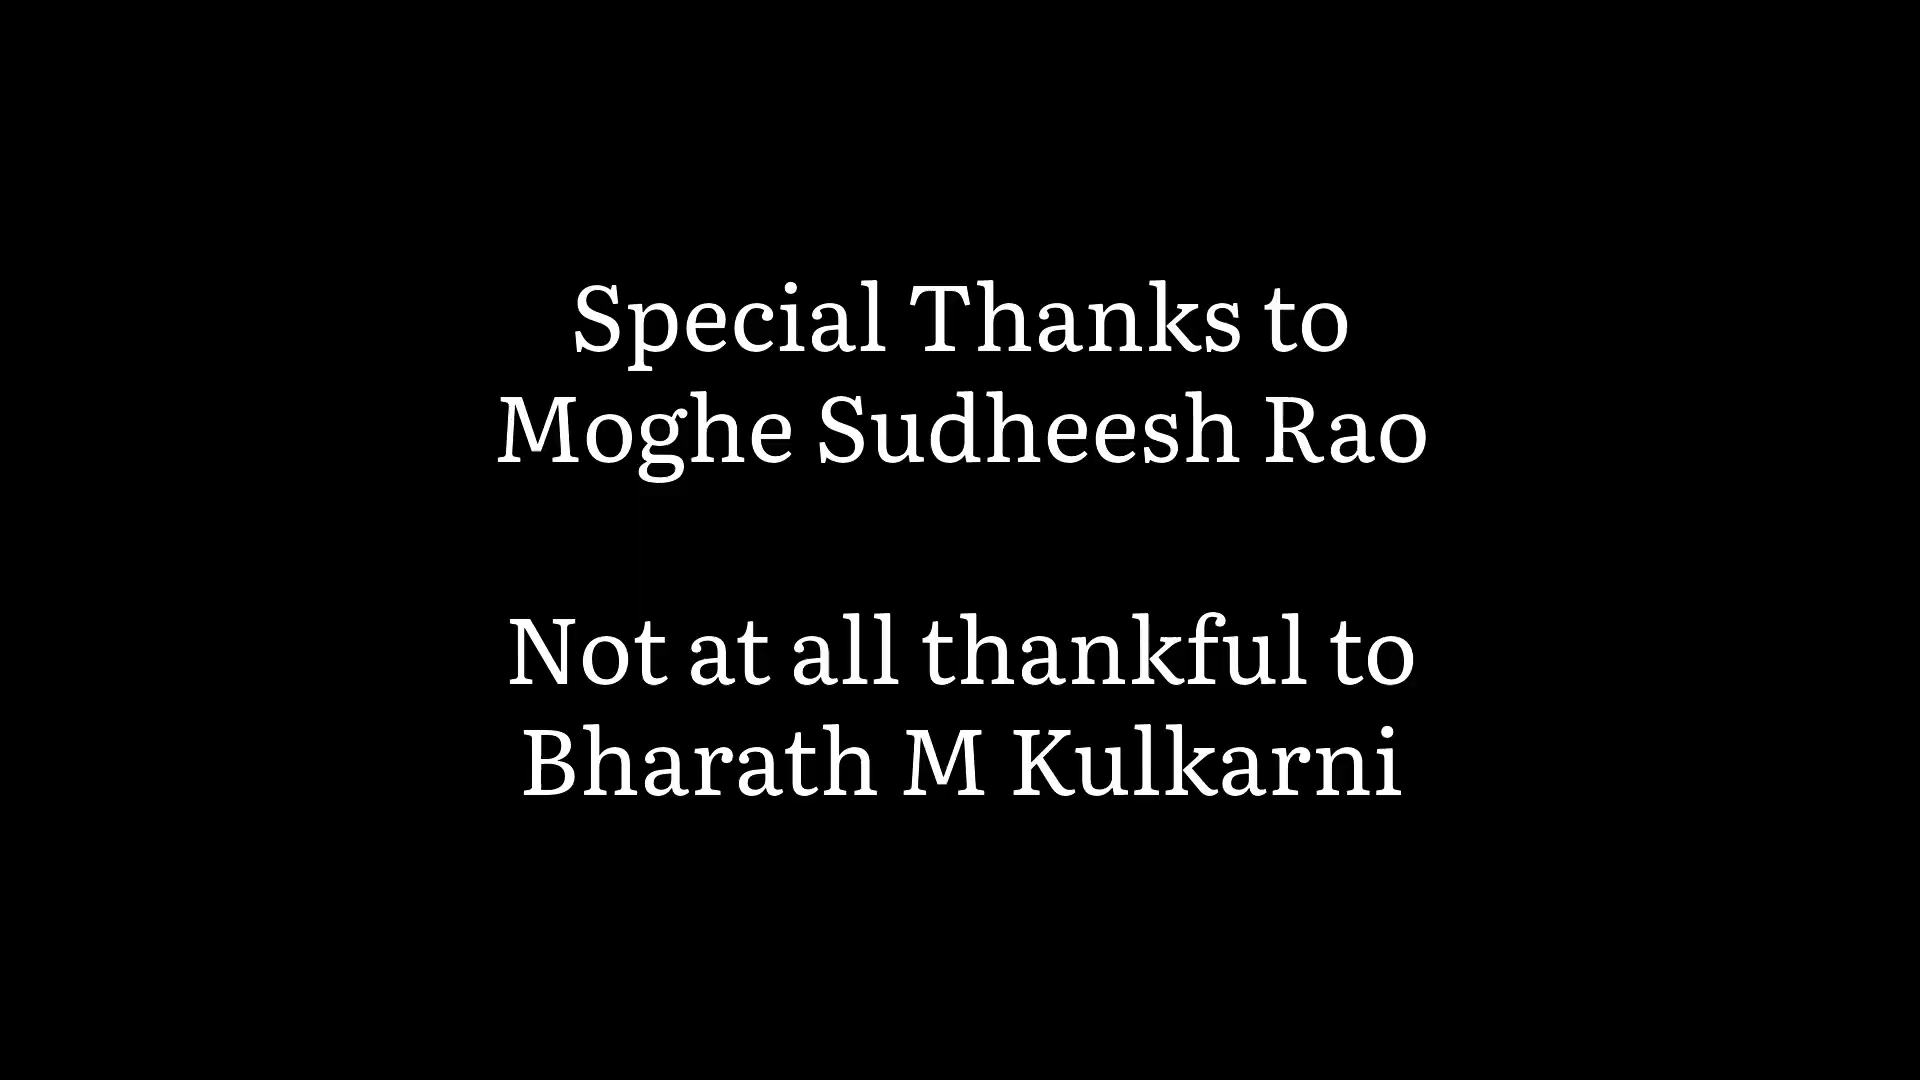 Special Thanks to
Moghe Sudheesh Rao
Not at all thankful to
Bharath M Kulkarni